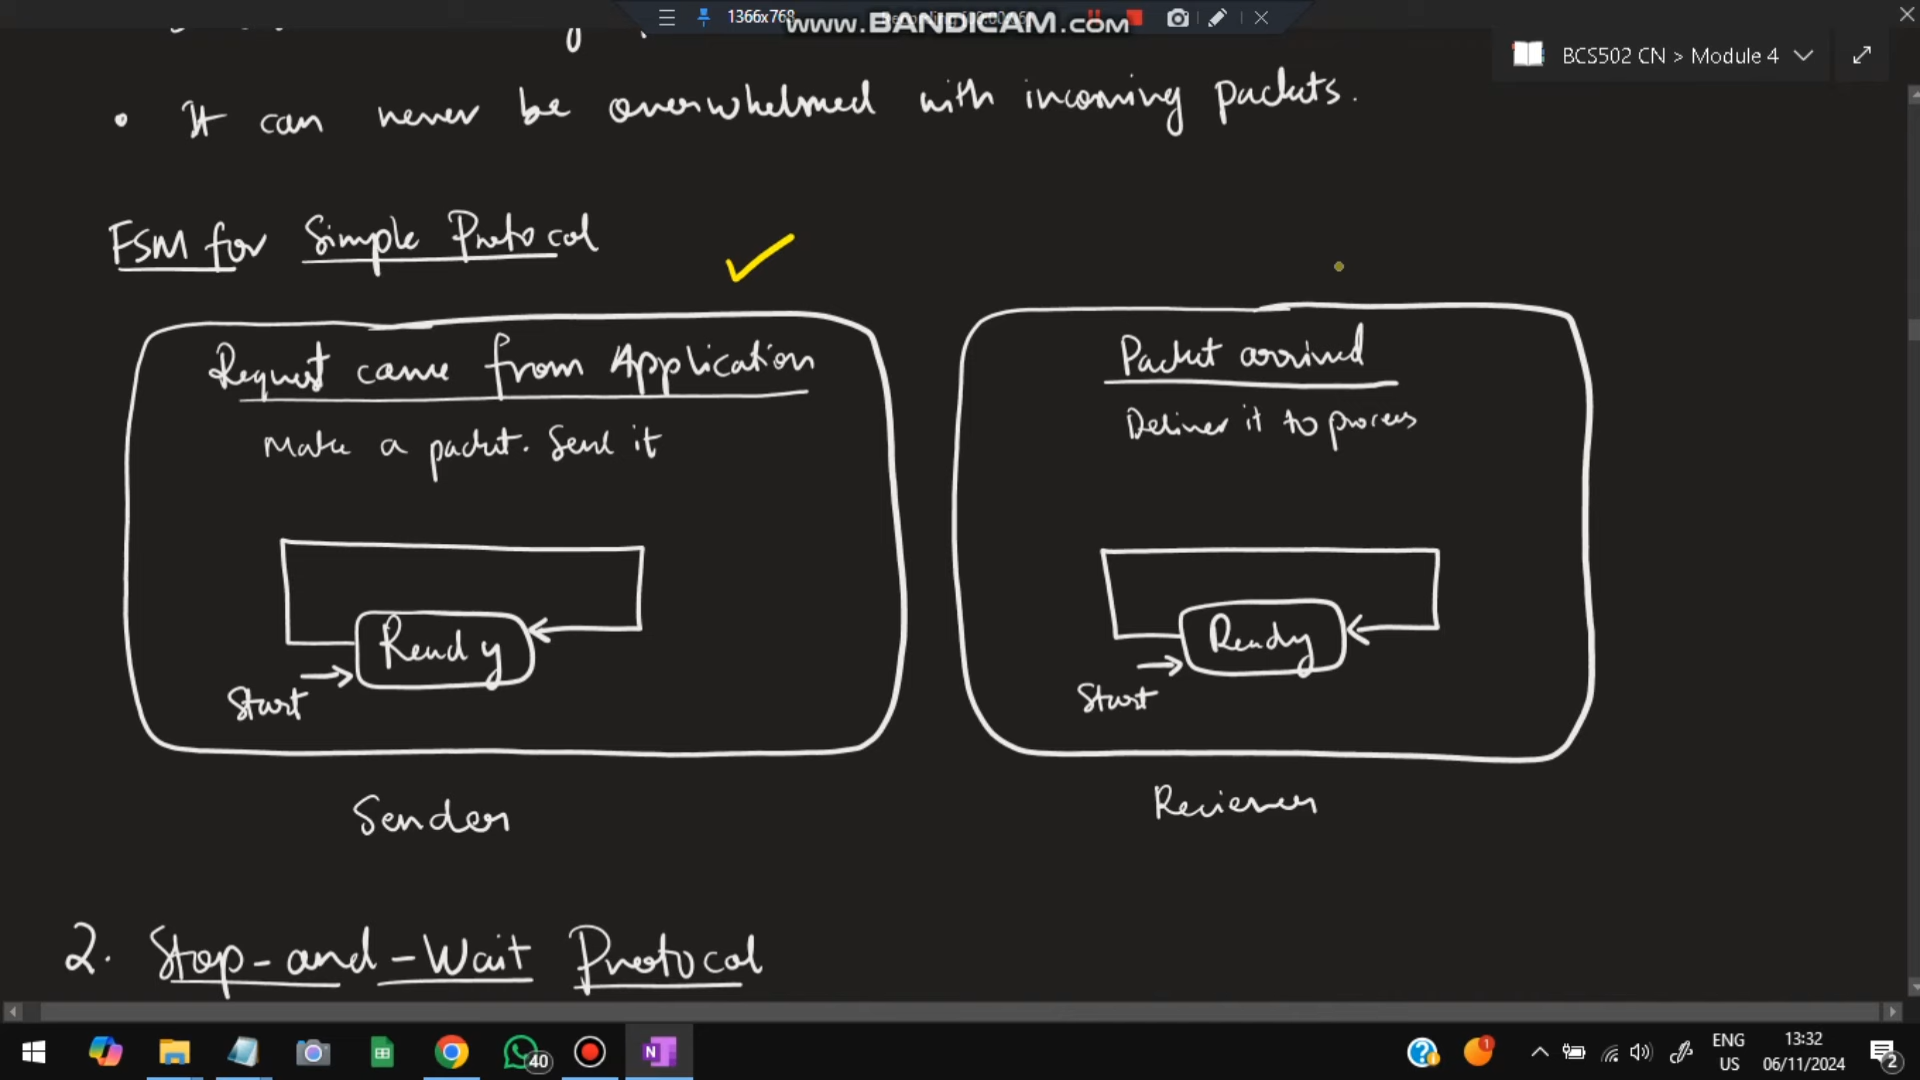 1366x768
www.BANDICAM.com
BCS502 CN > Module 4
• It can never be overwhelmed with incoming packets.
FSM for Simple Protocol
Request came from Application
Make a packet. Send it
Ready
Start
Sender
Packet arrived
Deliver it to process
Ready
Start
Reciever
2. Stop-and-Wait Protocol
40
N
1
ENG
US
13:32
06/11/2024
2